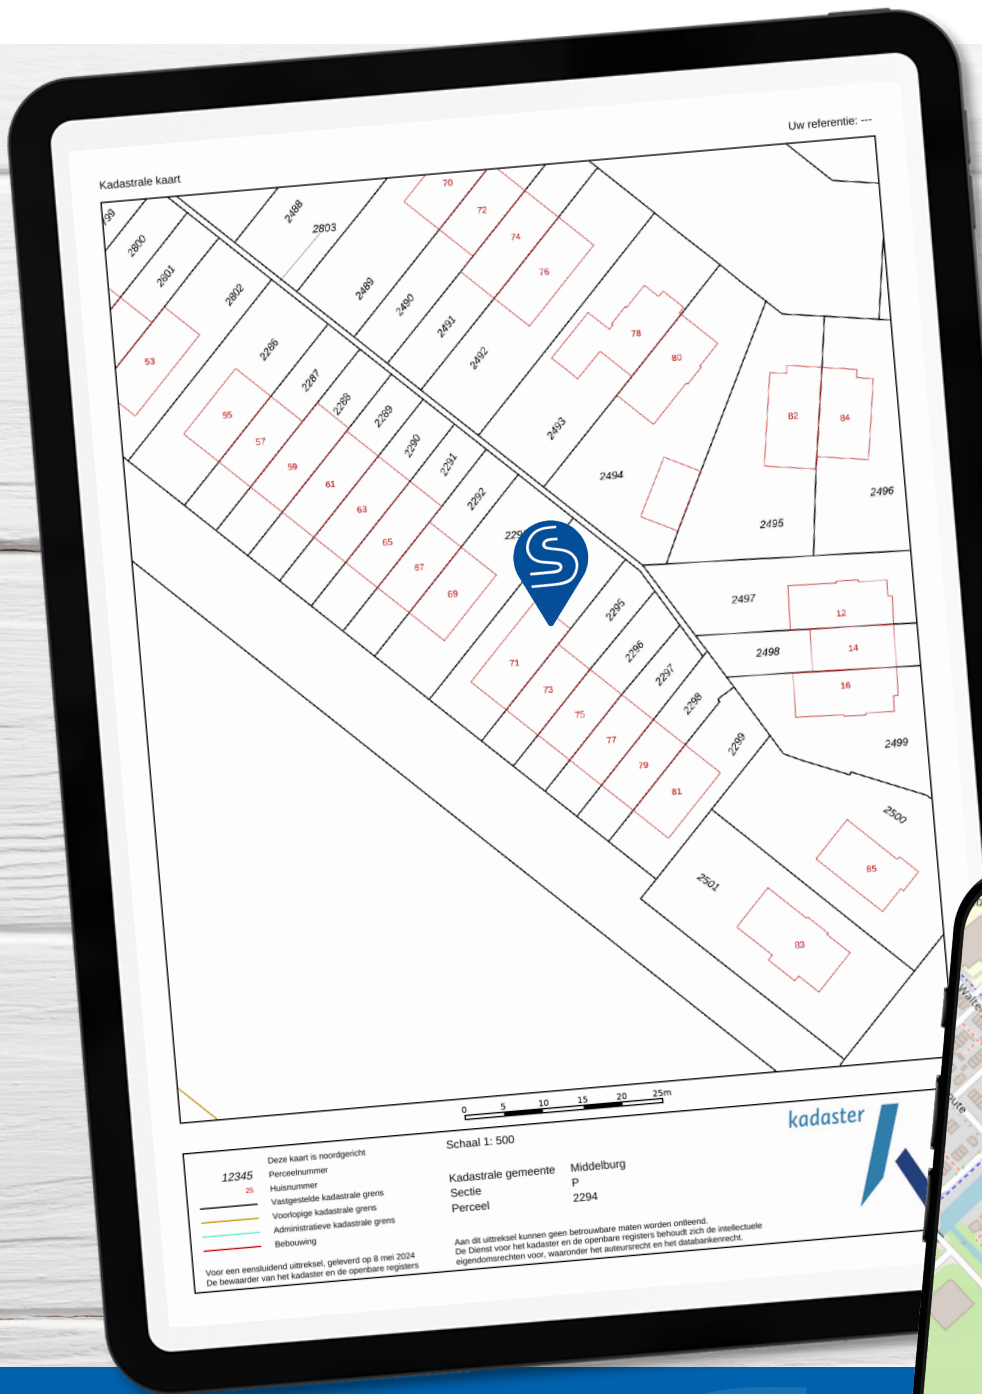 Uw referentie: ---
Kadastrale kaart
70
72
74
76
2488
2803
2800
2801
2802
2489
2490
2491
2492
53
2286
2287
2288
2289
2290
2291
2292
55
57
59
61
63
65
67
69
78
80
82
84
2493
2494
2495
2496
2497
12
2498
14
16
2499
2295
2296
2297
2298
2299
71
73
75
77
79
81
2500
85
2501
83
0 5 10 15 20 25m
Schaal 1: 500
kadaster
Deze kaart is noordgericht
12345 Perceelnummer
25 Huisnummer
Vastgestelde kadastrale grens
Voorlopige kadastrale grens
Administratieve kadastrale grens
Bebouwing
Voor een eensluidend uittreksel, geleverd op 8 mei 2024
De bewaarder van het kadaster en de openbare registers
Kadastrale gemeente Middelburg
Sectie P
Perceel 2294
Aan dit uittreksel kunnen geen betrouwbare maten worden ontleend.
De Dienst voor het kadaster en de openbare registers behoudt zich de intellectuele
eigendomsrechten voor, waaronder het auteursrecht en het databankenrecht.